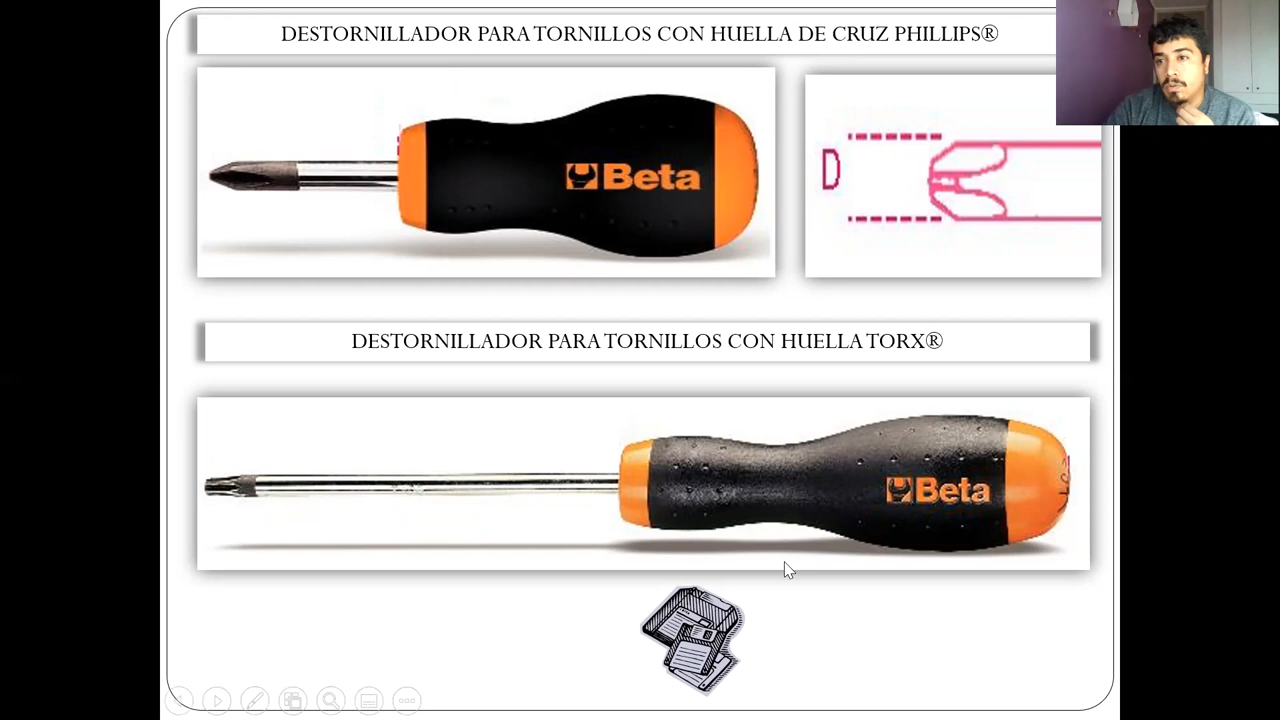 DESTORNILLADOR PARA TORNILLOS CON HUELLA DE CRUZ PHILLIPS®
Beta
D
DESTORNILLADOR PARA TORNILLOS CON HUELLA TORX®
Beta